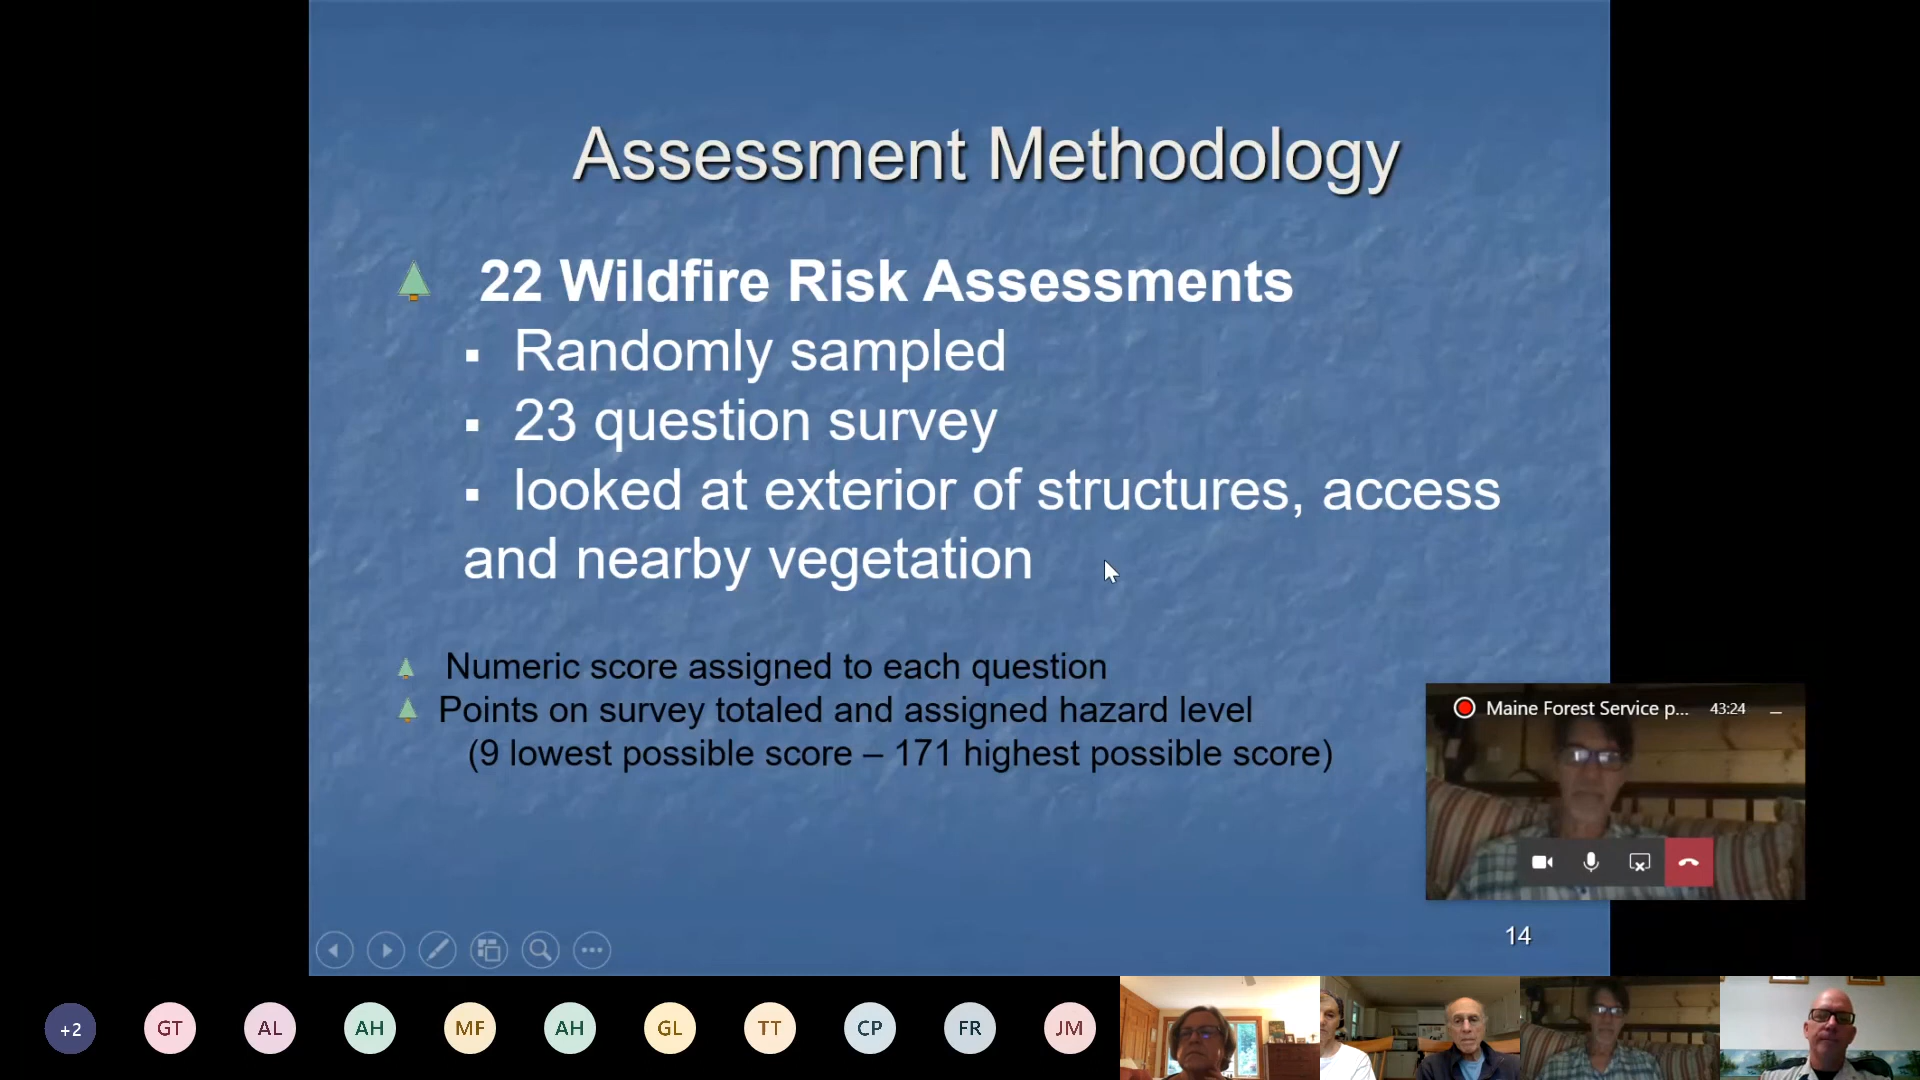 Assessment Methodology
22 Wildfire Risk Assessments
▪ Randomly sampled
▪ 23 question survey
▪ looked at exterior of structures, access
and nearby vegetation
Numeric score assigned to each question
Points on survey totaled and assigned hazard level
(9 lowest possible score – 171 highest possible score)
Maine Forest Service p... 43:24
14
+2 GT AL AH MF AH GL TT CP FR JM